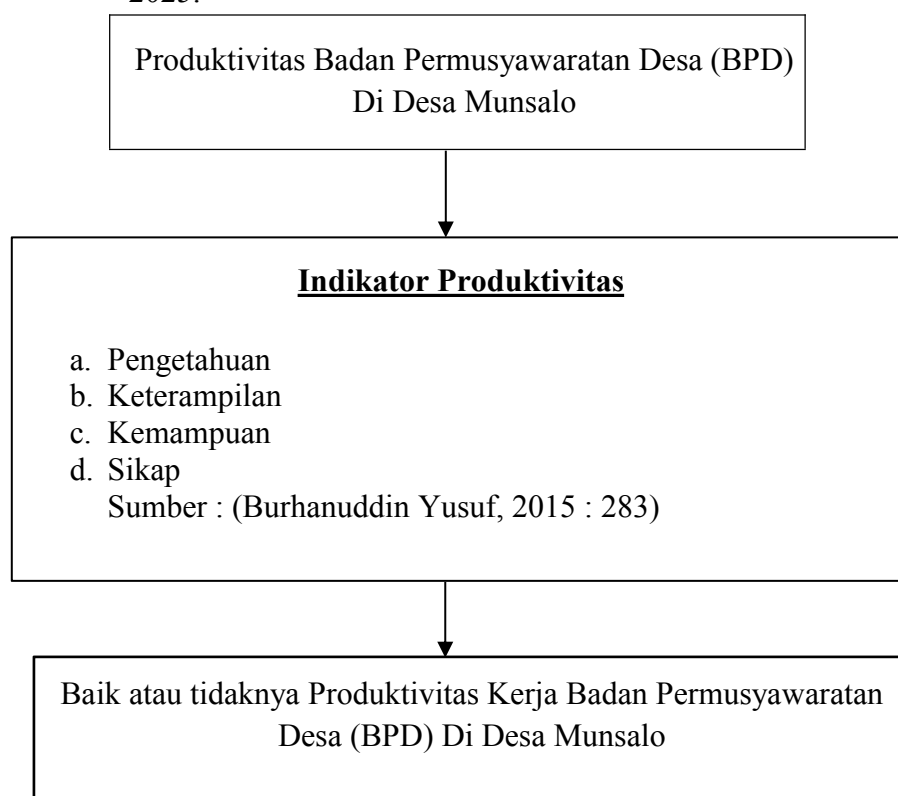 Produktivitas Badan Permusyawaratan Desa (BPD)
Di Desa Munsalo
Indikator Produktivitas
a. Pengetahuan
b. Keterampilan
c. Kemampuan
d. Sikap
Sumber : (Burhanuddin Yusuf, 2015 : 283)
Baik atau tidaknya Produktivitas Kerja Badan Permusyawaratan
Desa (BPD) Di Desa Munsalo